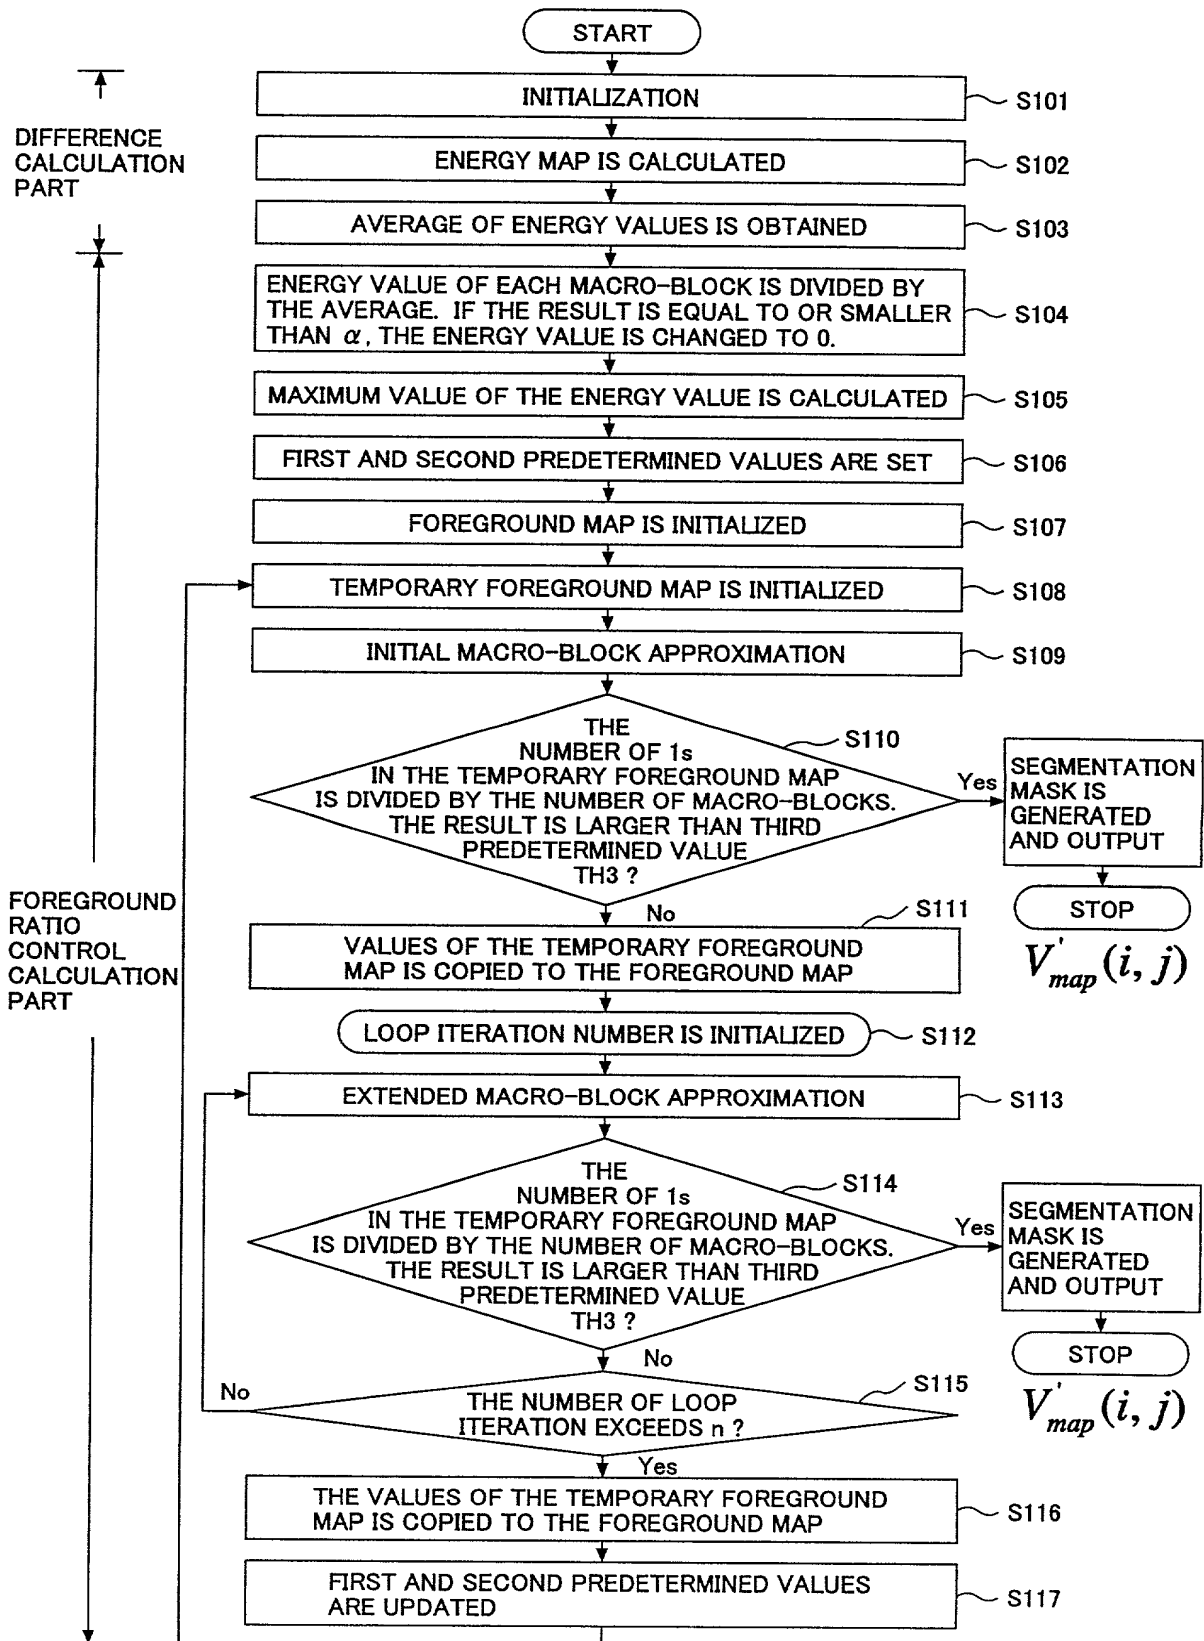 START
INITIALIZATION
S101
DIFFERENCE
CALCULATION
PART
ENERGY MAP IS CALCULATED
S102
AVERAGE OF ENERGY VALUES IS OBTAINED
S103
ENERGY VALUE OF EACH MACRO-BLOCK IS DIVIDED BY
THE AVERAGE. IF THE RESULT IS EQUAL TO OR SMALLER
THAN α, THE ENERGY VALUE IS CHANGED TO 0.
S104
MAXIMUM VALUE OF THE ENERGY VALUE IS CALCULATED
S105
FIRST AND SECOND PREDETERMINED VALUES ARE SET
S106
FOREGROUND MAP IS INITIALIZED
S107
TEMPORARY FOREGROUND MAP IS INITIALIZED
S108
INITIAL MACRO-BLOCK APPROXIMATION
S109
THE
NUMBER OF 1s
IN THE TEMPORARY FOREGROUND MAP
IS DIVIDED BY THE NUMBER OF MACRO-BLOCKS.
THE RESULT IS LARGER THAN THIRD
PREDETERMINED VALUE
TH3 ?
S110
Yes
SEGMENTATION
MASK IS
GENERATED
AND OUTPUT
STOP
V'map (i, j)
No
FOREGROUND
RATIO
CONTROL
CALCULATION
PART
S111
VALUES OF THE TEMPORARY FOREGROUND
MAP IS COPIED TO THE FOREGROUND MAP
LOOP ITERATION NUMBER IS INITIALIZED
S112
EXTENDED MACRO-BLOCK APPROXIMATION
S113
THE
NUMBER OF 1s
IN THE TEMPORARY FOREGROUND MAP
IS DIVIDED BY THE NUMBER OF MACRO-BLOCKS.
THE RESULT IS LARGER THAN THIRD
PREDETERMINED VALUE
TH3 ?
S114
Yes
SEGMENTATION
MASK IS
GENERATED
AND OUTPUT
STOP
V'map (i, j)
No
No
THE NUMBER OF LOOP
ITERATION EXCEEDS n ?
S115
Yes
THE VALUES OF THE TEMPORARY FOREGROUND
MAP IS COPIED TO THE FOREGROUND MAP
S116
FIRST AND SECOND PREDETERMINED VALUES
ARE UPDATED
S117